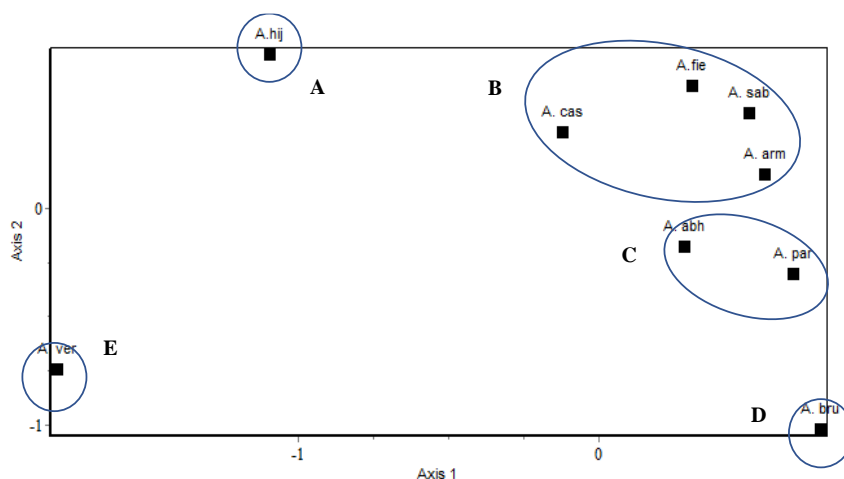 A.hij
A
B
A.fie
A. sab
A. cas
A. arm
0
Axis 2
A. abh
C
A. par
A. ver
E
A. bru
D
-1
-1
0
Axis 1